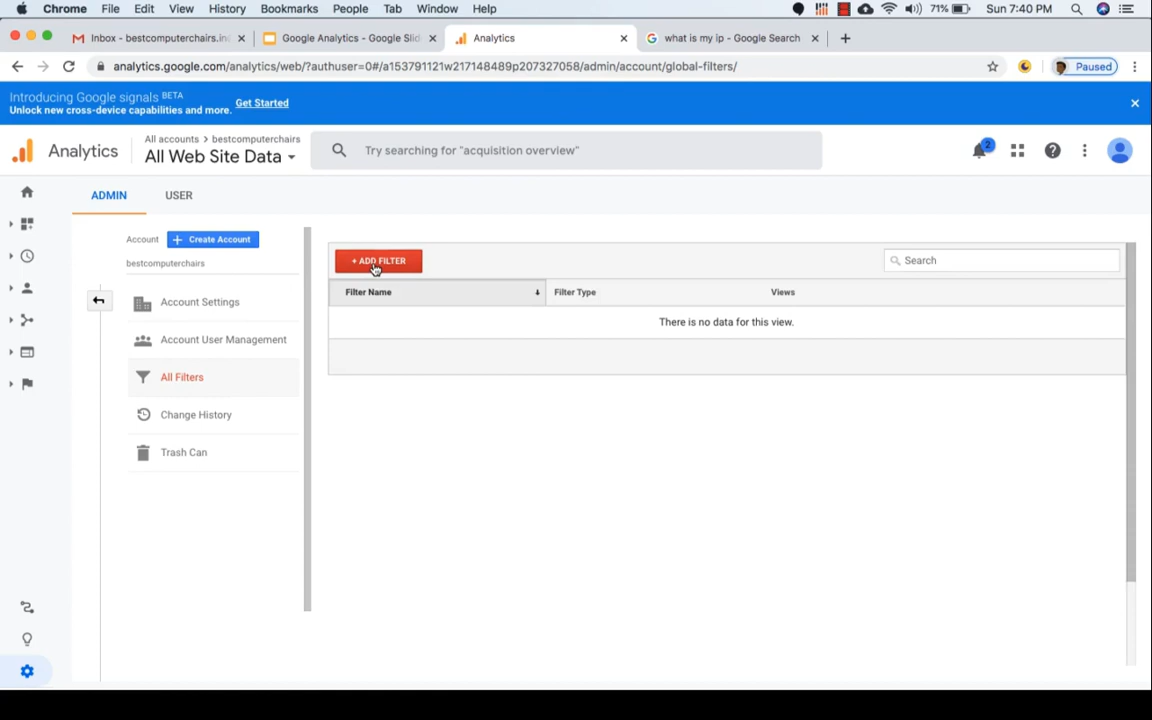 Chrome File Edit View History Bookmarks People Tab Window Help 71% Sun 7:40 PM
Inbox - bestcomputerchairs.in
Google Analytics - Google Slid
Analytics
what is my ip - Google Search
analytics.google.com/analytics/web/?authuser=0#/a153791121w217148489p207327058/admin/account/global-filters/
Paused
Introducing Google signals BETA
Unlock new cross-device capabilities and more. Get Started
Analytics
All accounts > bestcomputerchairs
All Web Site Data
Try searching for "acquisition overview"
2
ADMIN USER
Account + Create Account
bestcomputerchairs
Account Settings
Account User Management
All Filters
Change History
Trash Can
+ ADD FILTER
Search
Filter Name Filter Type Views
There is no data for this view.